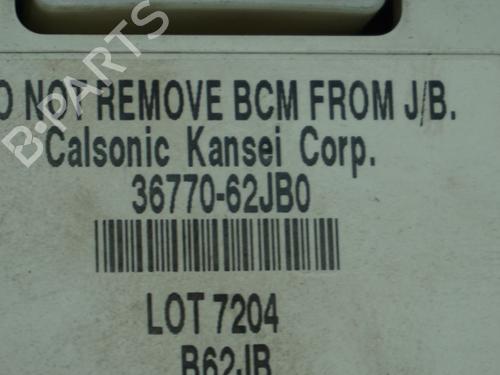 O NOT REMOVE BCM FROM J/B.
Calsonic Kansei Corp.
36770-62JB0
LOT 7204
B62JB
B-PARTS